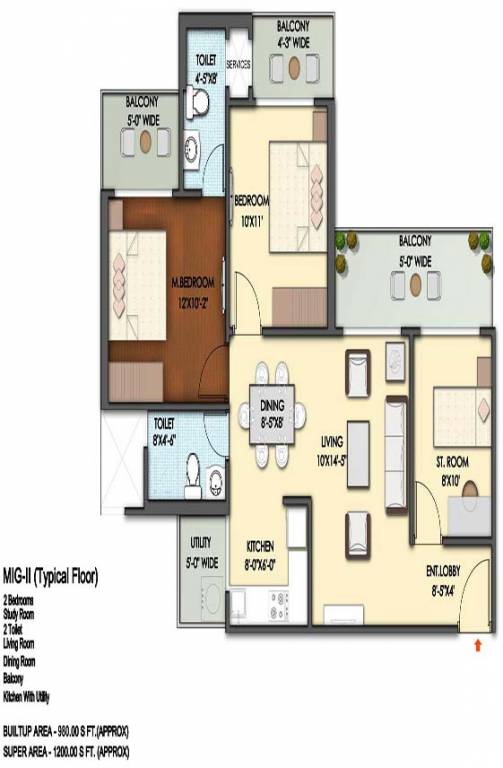 BALCONY
4'-3" WIDE
TOILET
4'-5"X8'
SERVICES
BALCONY
5'-0" WIDE
BEDROOM
10'X11'
BALCONY
5'-0" WIDE
M.BEDROOM
12'X10'-2"
DINING
8'-5"X8'
TOILET
8'X4'-6"
LIVING
10'X14'-5"
ST. ROOM
8'X10'
UTILITY
5'-0" WIDE
KITCHEN
8'-0"X6'-0"
ENT.LOBBY
8'-5"X4'
MIG-II (Typical Floor)
2 Bedrooms
Study Room
2 Toilet
Living Room
Dining Room
Balcony
Kitchen With Utility
BUILTUP AREA - 980.00 S FT.(APPROX)
SUPER AREA - 1200.00 S FT. (APPROX)